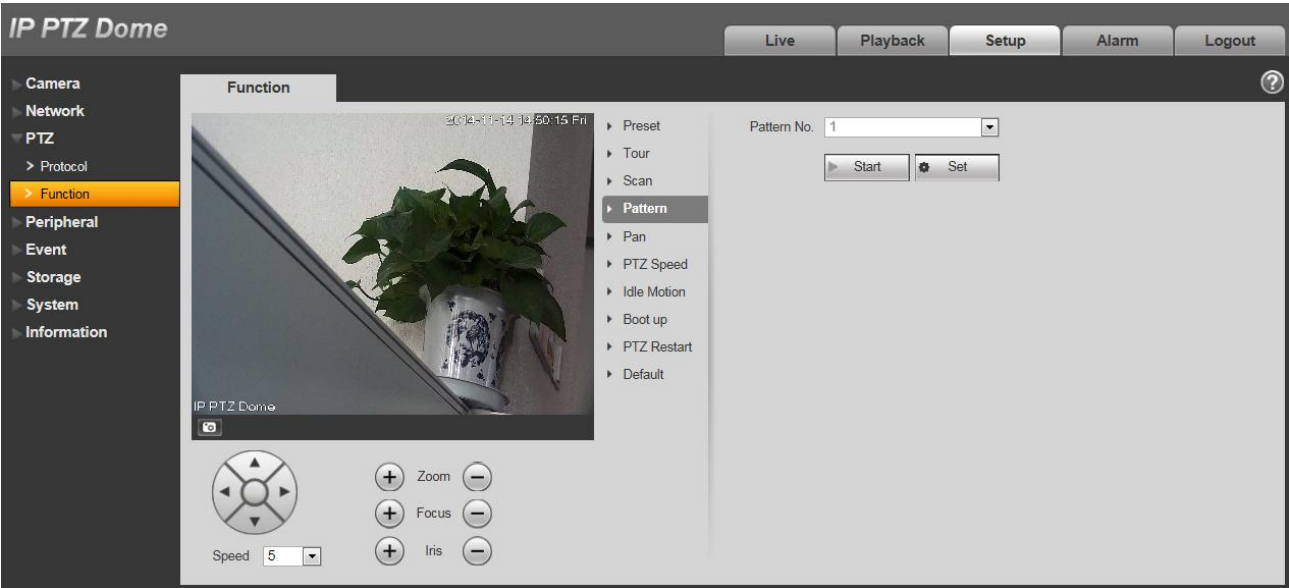 IP PTZ Dome
Live
Playback
Setup
Alarm
Logout
Camera
Network
PTZ
> Protocol
> Function
Peripheral
Event
Storage
System
Information
Function
2014-11-14 14:50:15 Fri
IP PTZ Dome
Preset
Tour
Scan
Pattern
Pan
PTZ Speed
Idle Motion
Boot up
PTZ Restart
Default
Pattern No. 1
Start
Set
Zoom
Focus
Iris
Speed 5